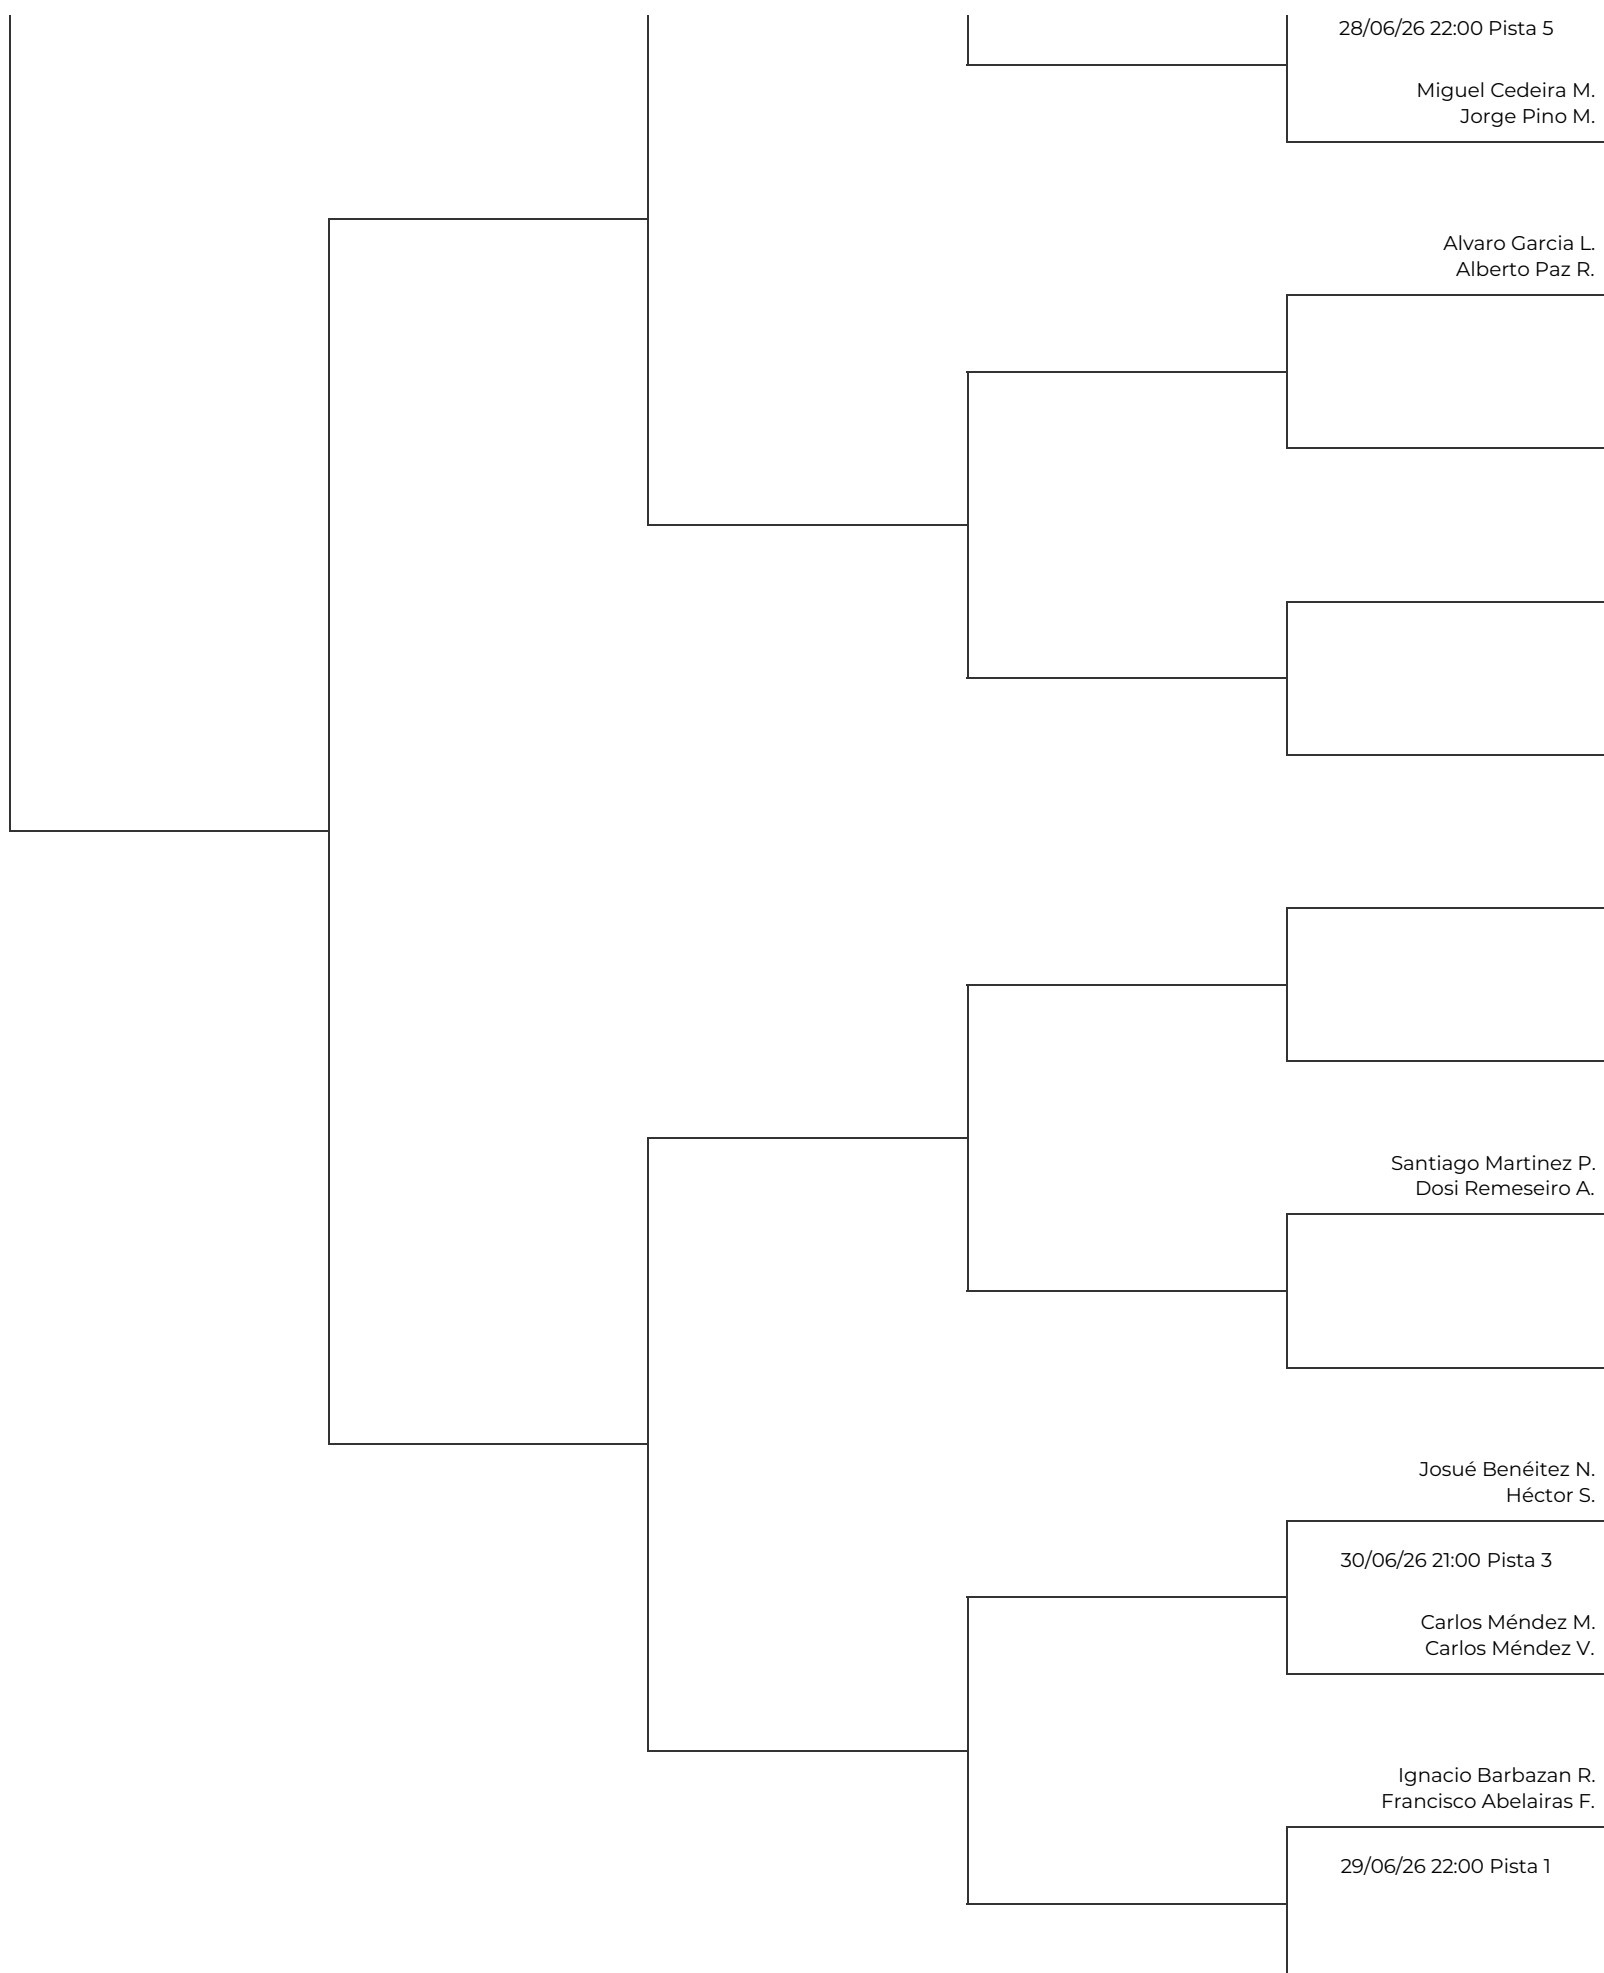 28/06/26 22:00 Pista 5
Miguel Cedeira M.
Jorge Pino M.
Alvaro Garcia L.
Alberto Paz R.
Santiago Martinez P.
Dosi Remeseiro A.
Josué Benéitez N.
Héctor S.
30/06/26 21:00 Pista 3
Carlos Méndez M.
Carlos Méndez V.
Ignacio Barbazan R.
Francisco Abelairas F.
29/06/26 22:00 Pista 1